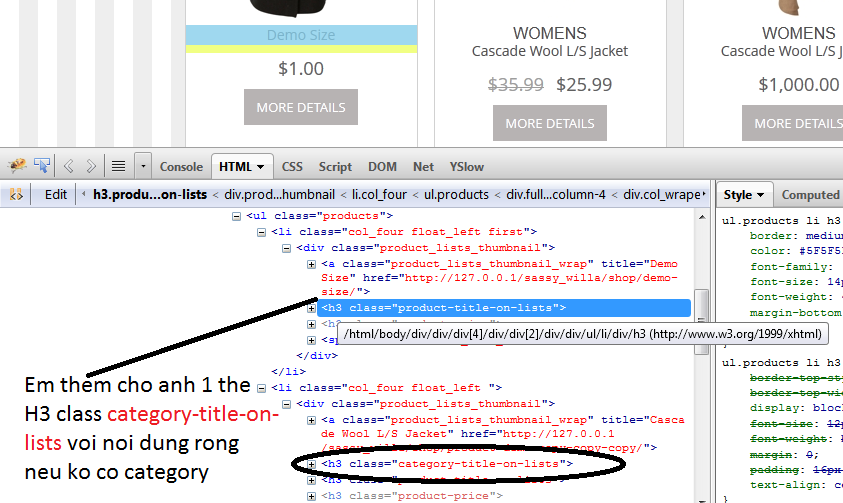 Demo Size
$1.00
MORE DETAILS
WOMENS
Cascade Wool L/S Jacket
$35.99 $25.99
MORE DETAILS
WOMENS
Cascade Wool L/S J
$1,000.00
MORE DETAILS
Console HTML CSS Script DOM Net YSlow
Edit h3.produ...on-lists < div.prod...humbnail < li.col_four < ul.products < div.full...column-4 < div.col_wrape
Style Computed
<ul class="products">
<li class="col_four float_left first">
<div class="product_lists_thumbnail">
<a class="product_lists_thumbnail_wrap" title="Demo
Size" href="http://127.0.0.1/sassy_willa/shop/demo-
size/">
<h3 class="product-title-on-lists">
<h
/html/body/div/div/div[4]/div/div[2]/div/div/ul/li/div/h3 (http://www.w3.org/1999/xhtml)
<sp
</div>
</li>
<li class="col_four float_left ">
<div class="product_lists_thumbnail">
<a class="product_lists_thumbnail_wrap" title="Casca
de Wool L/S Jacket" href="http://127.0.0.1
<h3 class="category-title-on-lists">
<h3 class="product-title-on-lists">
<h3 class="product-price">
Em them cho anh 1 the
H3 class category-title-on-
lists voi noi dung rong
neu ko co category
ul.products li h3
border: medium
color: #5F5F5
font-family:
font-size: 14p
font-weight:
margin-bottom
ul.products li h3
border-top-st
border-top-wid
display: bloc
font-size: 12p
font-weight:
margin: 0;
padding: 16px
text-align: ce